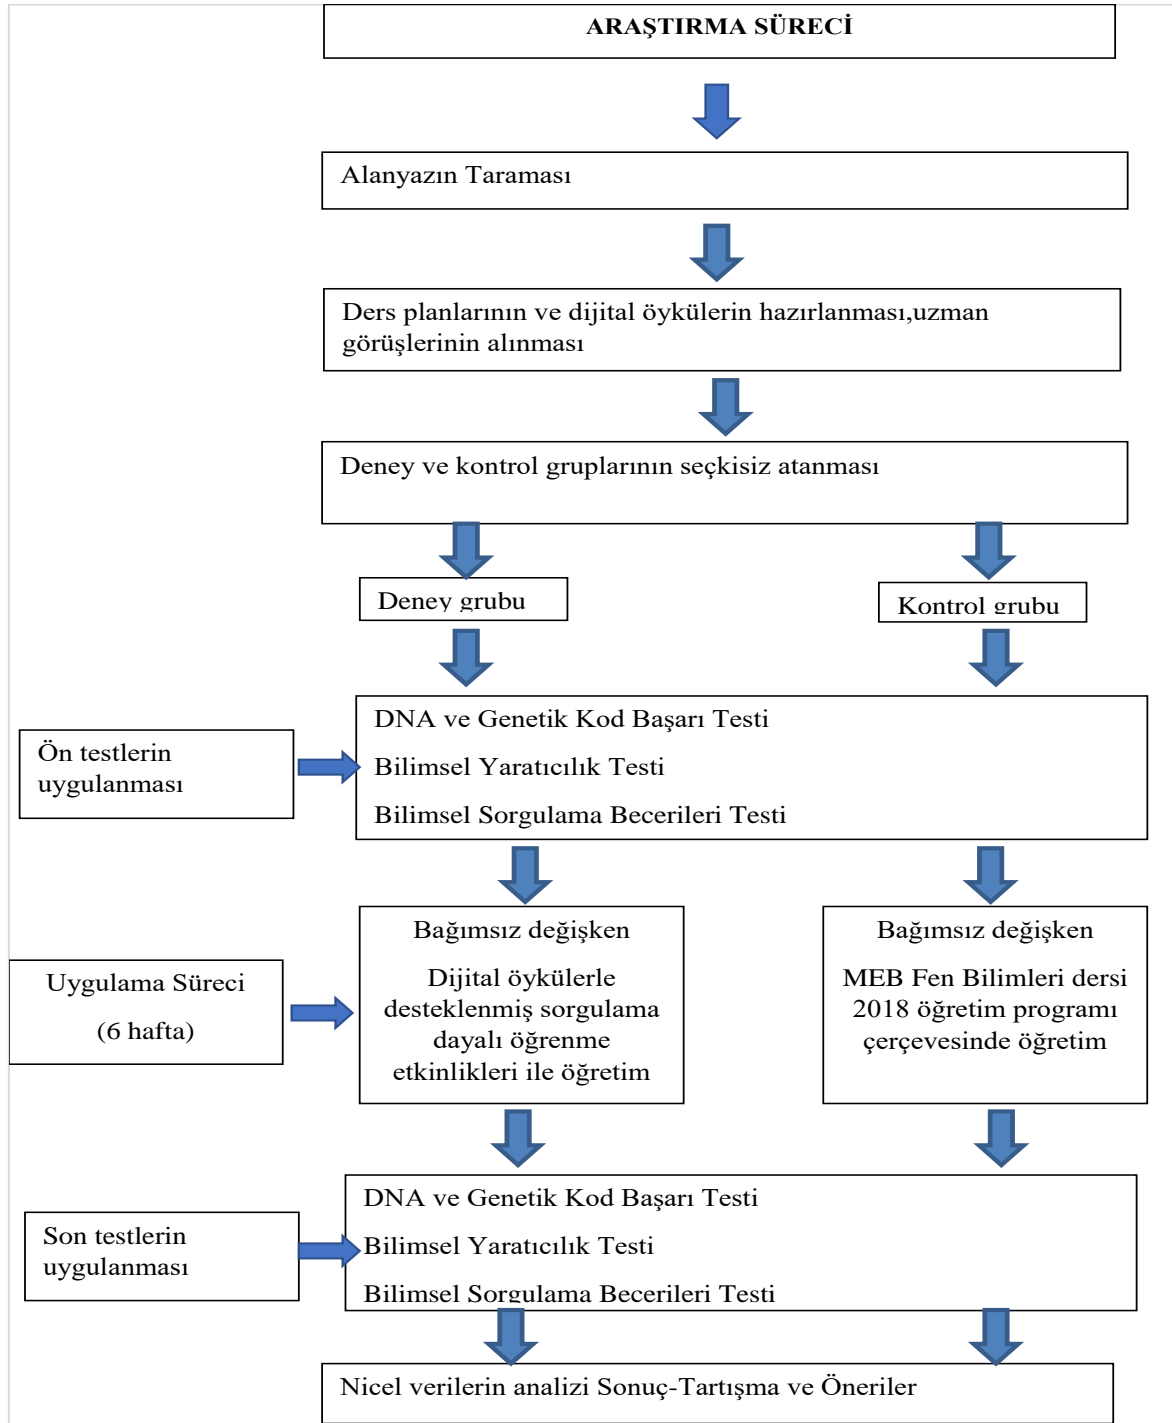 ARAŞTIRMA SÜRECİ
Alanyazın Taraması
Ders planlarının ve dijital öykülerin hazırlanması,uzman
görüşlerinin alınması
Deney ve kontrol gruplarının seçkisiz atanması
Deney grubu
Kontrol grubu
Ön testlerin
uygulanması
DNA ve Genetik Kod Başarı Testi
Bilimsel Yaratıcılık Testi
Bilimsel Sorgulama Becerileri Testi
Uygulama Süreci
(6 hafta)
Bağımsız değişken
Dijital öykülerle
desteklenmiş sorgulama
dayalı öğrenme
etkinlikleri ile öğretim
Bağımsız değişken
MEB Fen Bilimleri dersi
2018 öğretim programı
çerçevesinde öğretim
Son testlerin
uygulanması
DNA ve Genetik Kod Başarı Testi
Bilimsel Yaratıcılık Testi
Bilimsel Sorgulama Becerileri Testi
Nicel verilerin analizi Sonuç-Tartışma ve Öneriler